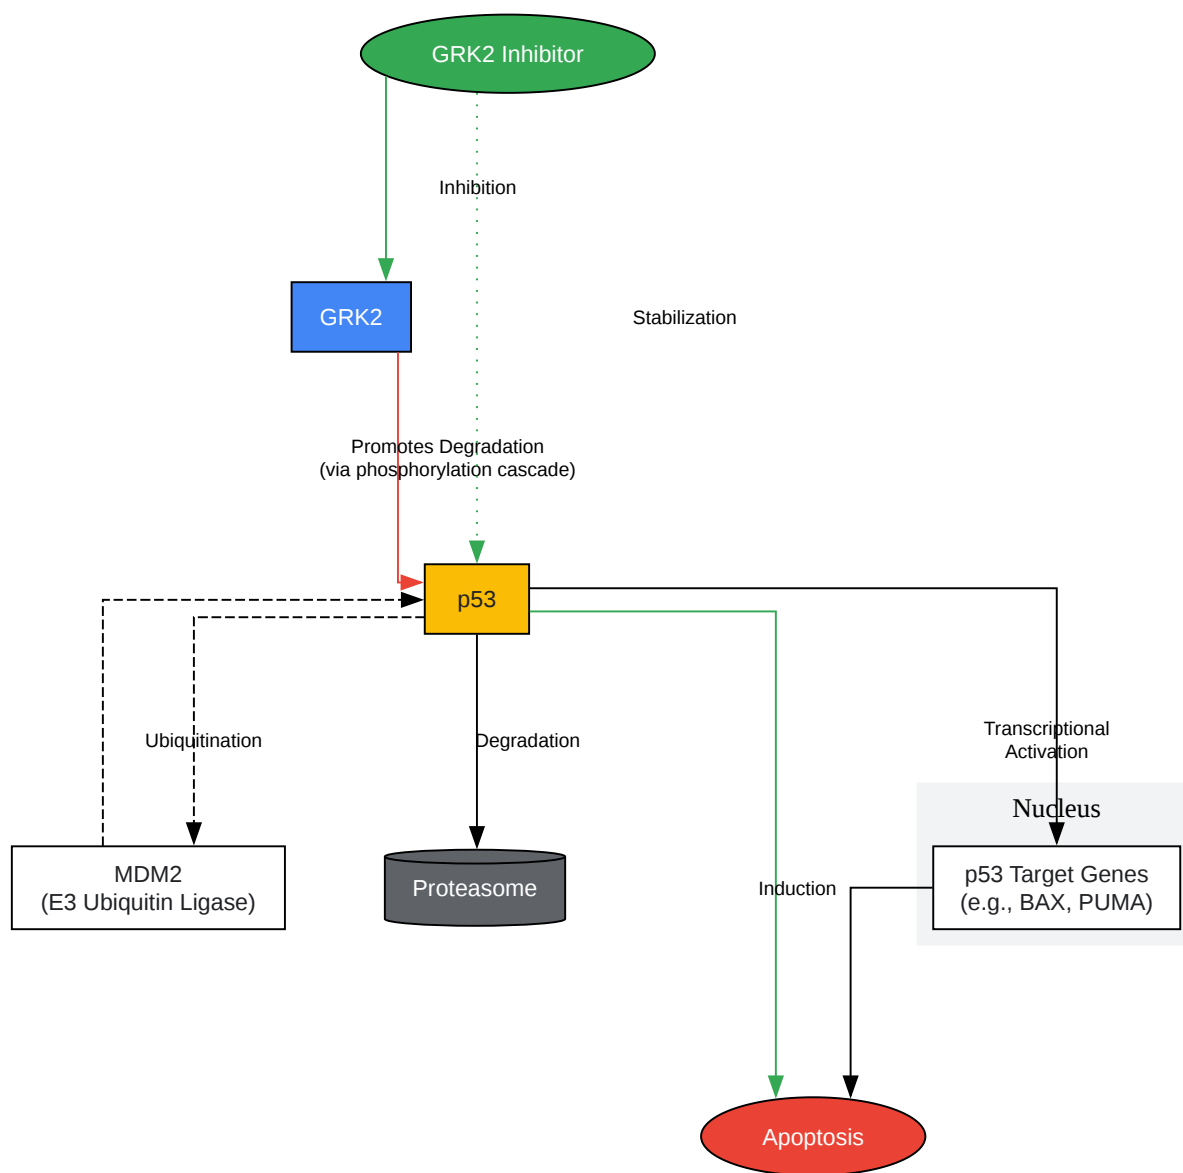 GRK2 Inhibitor
Inhibition
GRK2
Stabilization
Promotes Degradation
(via phosphorylation cascade)
p53
Ubiquitination
Degradation
Transcriptional
Activation
Nucleus
MDM2
(E3 Ubiquitin Ligase)
Proteasome
Induction
p53 Target Genes
(e.g., BAX, PUMA)
Apoptosis